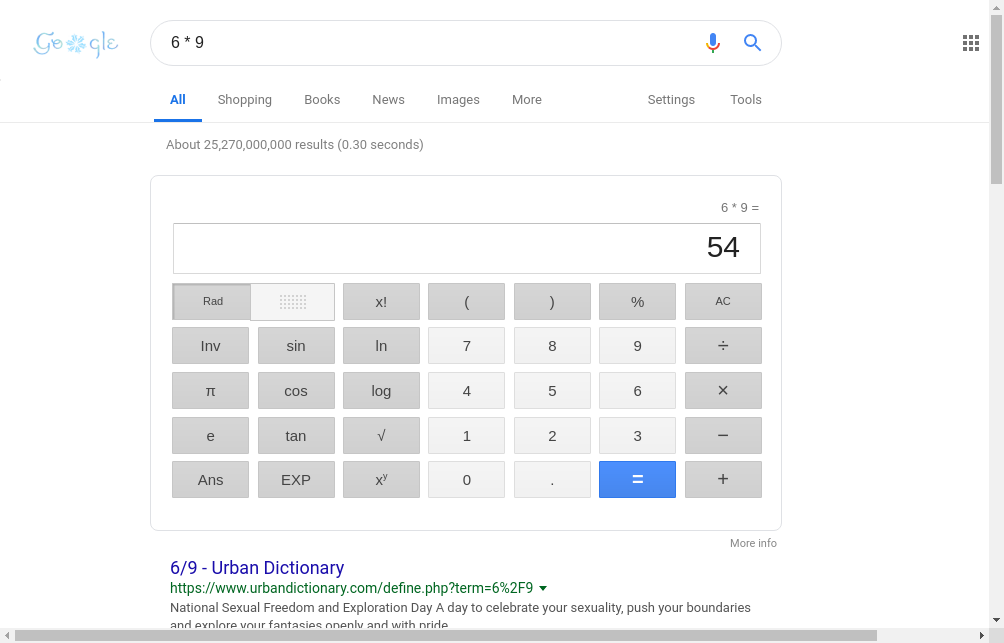 Google
6 * 9
All Shopping Books News Images More Settings Tools
About 25,270,000,000 results (0.30 seconds)
6 * 9 =
54
Rad x! ( ) % AC
Inv sin ln 7 8 9 ÷
π cos log 4 5 6 ×
e tan √ 1 2 3 −
Ans EXP xʸ 0 . = +
More info
6/9 - Urban Dictionary
https://www.urbandictionary.com/define.php?term=6%2F9
National Sexual Freedom and Exploration Day A day to celebrate your sexuality, push your boundaries
and explore your fantasies openly and with pride